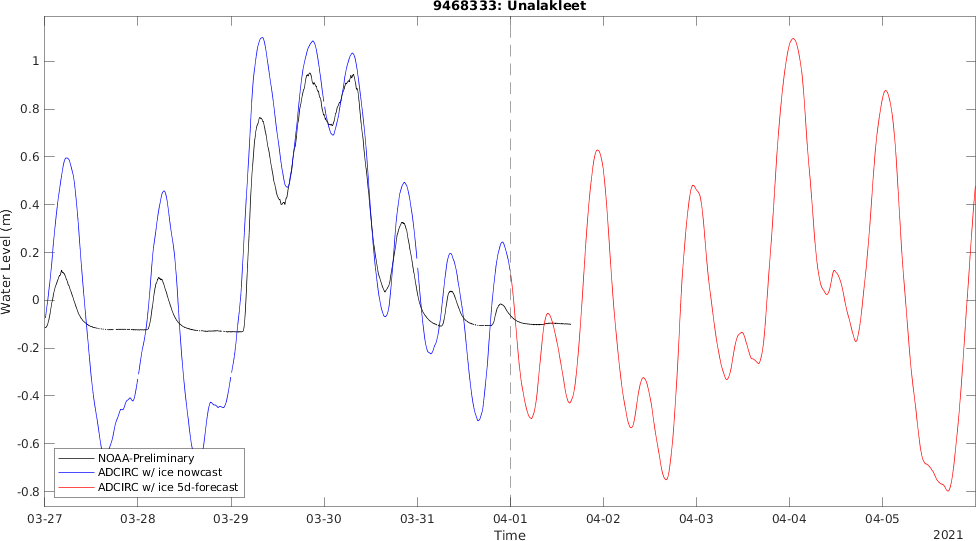 9468333: Unalakleet
Water Level (m)
1
0.8
0.6
0.4
0.2
0
-0.2
-0.4
-0.6
-0.8
NOAA-Preliminary
ADCIRC w/ ice nowcast
ADCIRC w/ ice 5d-forecast
03-27 03-28 03-29 03-30 03-31 04-01 04-02 04-03 04-04 04-05
Time
2021